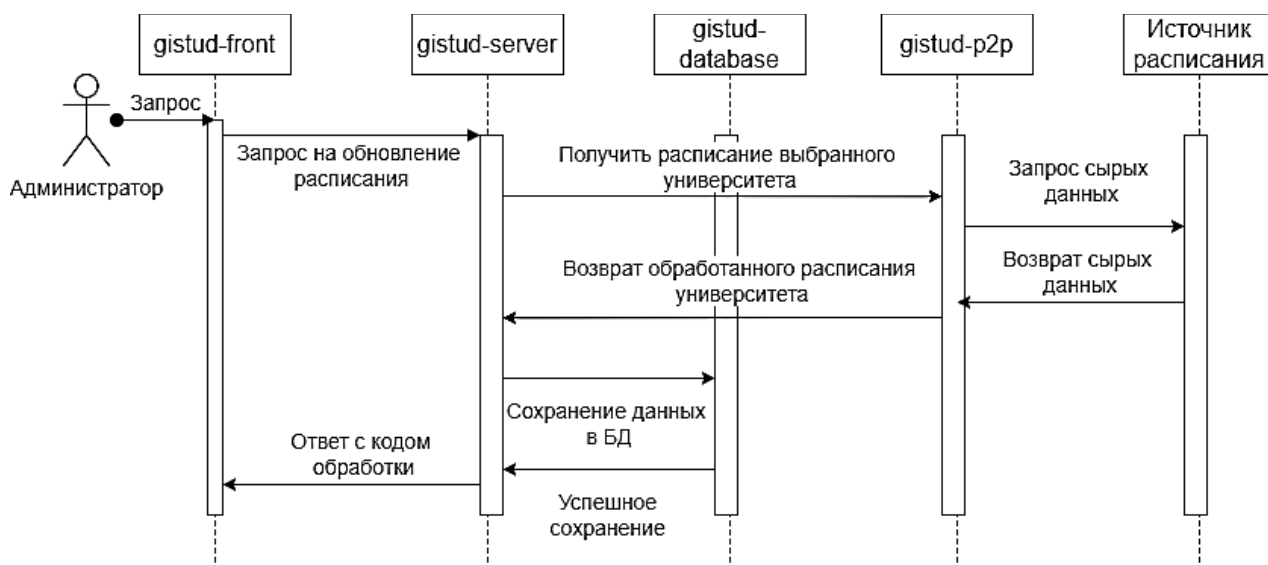 gistud-front
gistud-server
gistud-
database
gistud-p2p
Источник
расписания
Запрос
Администратор
Запрос на обновление
расписания
Получить расписание выбранного
университета
Запрос сырых
данных
Возврат обработанного расписания
университета
Возврат сырых
данных
Сохранение данных
в БД
Ответ с кодом
обработки
Успешное
сохранение